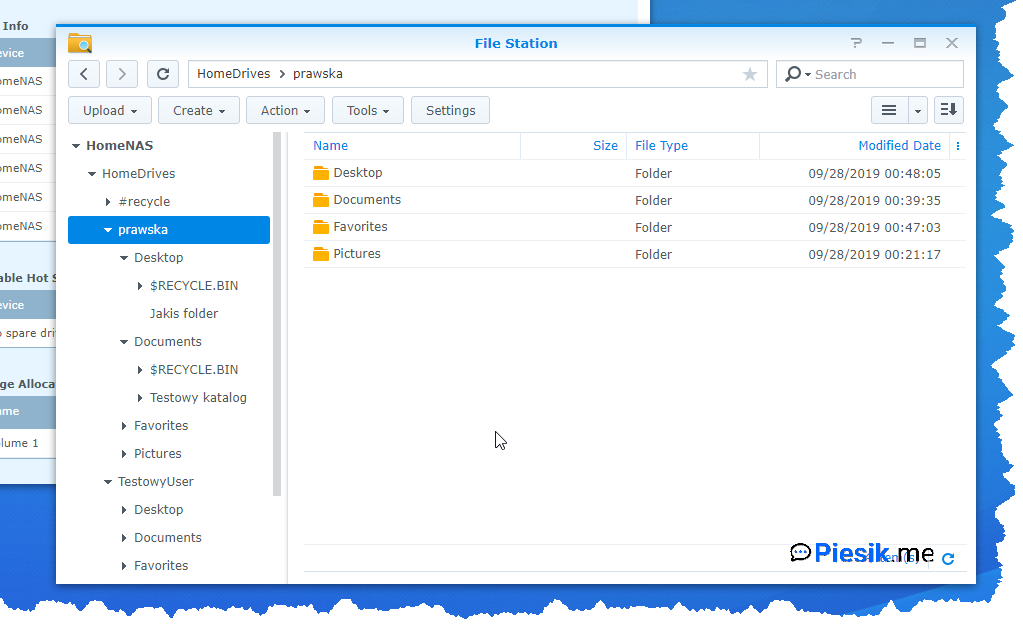 Info
File Station
HomeDrives > prawska
Search
Upload
Create
Action
Tools
Settings
HomeNAS
HomeDrives
#recycle
prawska
Desktop
$RECYCLE.BIN
Jakis folder
Documents
$RECYCLE.BIN
Testowy katalog
Favorites
Pictures
TestowyUser
Desktop
Documents
Favorites
Name Size File Type Modified Date
Desktop Folder 09/28/2019 00:48:05
Documents Folder 09/28/2019 00:39:35
Favorites Folder 09/28/2019 00:47:03
Pictures Folder 09/28/2019 00:21:17
evice
omeNAS
omeNAS
omeNAS
omeNAS
omeNAS
omeNAS
able Hot S
evice
o spare dri
ge Alloca
ame
olume 1
Piesik.me